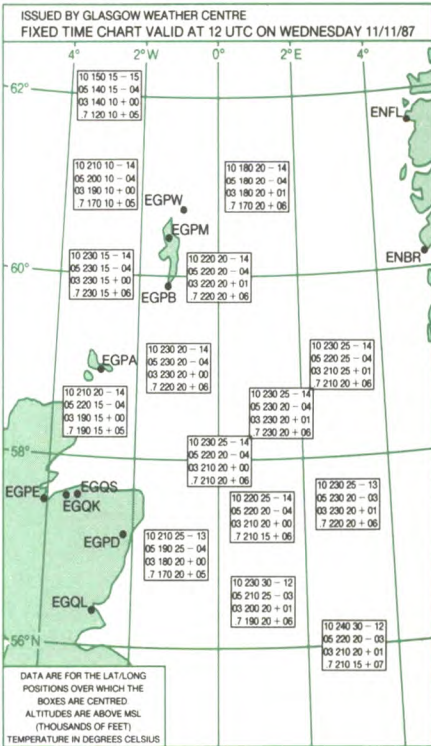 ISSUED BY GLASGOW WEATHER CENTRE
FIXED TIME CHART VALID AT 12 UTC ON WEDNESDAY 11/11/87
4° 2°W 0° 2°E 4°
62°
10 150 15 - 15
05 140 15 - 04
03 140 10 + 00
.7 120 10 + 05
ENFL
10 210 10 - 14
05 200 10 - 04
03 190 10 + 00
.7 170 10 + 05
10 180 20 - 14
05 180 20 - 04
03 180 20 + 01
.7 170 20 + 06
EGPW
EGPM
10 230 15 - 14
05 230 15 - 04
03 230 15 + 00
.7 230 15 + 06
10 220 20 - 14
05 220 20 - 04
03 220 20 + 01
.7 220 20 + 06
ENBR
60°
EGPB
10 230 20 - 14
05 230 20 - 04
03 230 20 + 00
.7 220 20 + 06
10 230 25 - 14
05 220 25 - 04
03 210 25 + 01
.7 210 20 + 06
EGPA
10 210 20 - 14
05 220 15 - 04
03 190 15 + 00
.7 190 15 + 05
10 230 25 - 14
05 230 20 - 04
03 230 20 + 01
.7 230 20 + 06
58°
10 230 25 - 14
05 220 20 - 04
03 210 20 + 00
.7 210 20 + 06
EGPE
EGQS
EGQK
10 220 25 - 14
05 220 20 - 04
03 210 20 + 00
.7 210 15 + 06
10 230 25 - 13
05 230 20 - 03
03 230 20 + 01
.7 220 20 + 06
EGPD
10 210 25 - 13
05 190 25 - 04
03 180 20 + 00
.7 170 20 + 05
10 230 30 - 12
05 210 25 - 03
03 200 20 + 01
.7 190 20 + 06
EGQL
10 240 30 - 12
05 220 20 - 03
03 210 20 + 01
.7 210 15 + 07
56°N
DATA ARE FOR THE LAT/LONG
POSITIONS OVER WHICH THE
BOXES ARE CENTRED
ALTITUDES ARE ABOVE MSL
(THOUSANDS OF FEET)
TEMPERATURE IN DEGREES CELSIUS